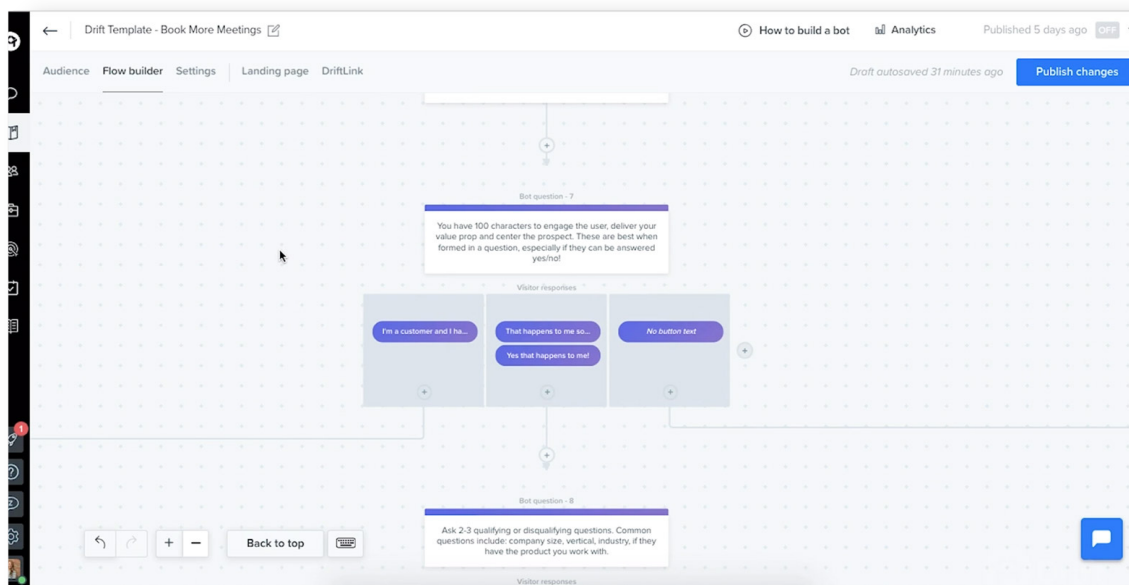 Drift Template - Book More Meetings
How to build a bot
Analytics
Published 5 days ago
OFF
Audience
Flow builder
Settings
Landing page
DriftLink
Draft autosaved 31 minutes ago
Publish changes
Bot question - 7
You have 100 characters to engage the user, deliver your
value prop and center the prospect. These are best when
formed in a question, especially if they can be answered
yes/no!
Visitor responses
I'm a customer and I ha...
That happens to me so...
Yes that happens to me!
No button text
1
Bot question - 8
Ask 2-3 qualifying or disqualifying questions. Common
questions include: company size, vertical, industry, if they
have the product you work with.
Back to top
Visitor responses